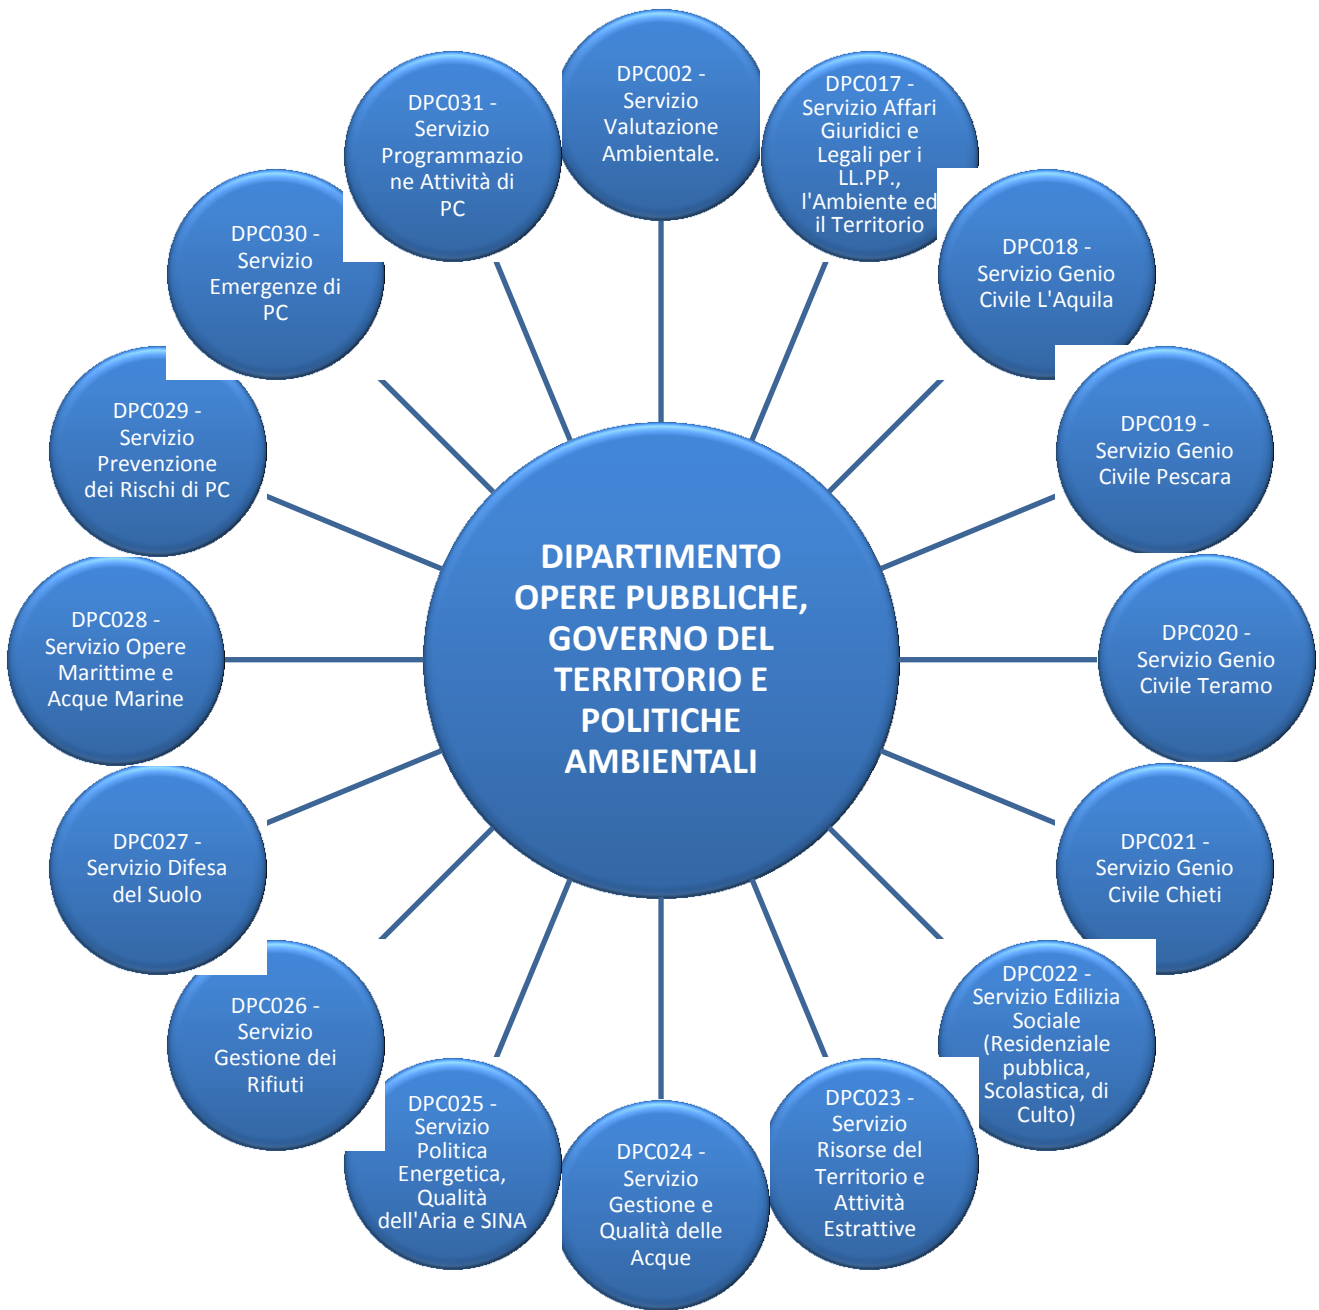 DIPARTIMENTO
OPERE PUBBLICHE,
GOVERNO DEL
TERRITORIO E
POLITICHE
AMBIENTALI
DPC002 -
Servizio
Valutazione
Ambientale.
DPC017 -
Servizio Affari
Giuridici e
Legali per i
LL.PP.,
l'Ambiente ed
il Territorio
DPC018 -
Servizio Genio
Civile L'Aquila
DPC019 -
Servizio Genio
Civile Pescara
DPC020 -
Servizio Genio
Civile Teramo
DPC021 -
Servizio Genio
Civile Chieti
DPC022 -
Servizio Edilizia
Sociale
(Residenziale
pubblica,
Scolastica, di
Culto)
DPC023 -
Servizio
Risorse del
Territorio e
Attività
Estrattive
DPC024 -
Servizio
Gestione e
Qualità delle
Acque
DPC025 -
Servizio
Politica
Energetica,
Qualità
dell'Aria e SINA
DPC026 -
Servizio
Gestione dei
Rifiuti
DPC027 -
Servizio Difesa
del Suolo
DPC028 -
Servizio Opere
Marittime e
Acque Marine
DPC029 -
Servizio
Prevenzione
dei Rischi di PC
DPC030 -
Servizio
Emergenze di
PC
DPC031 -
Servizio
Programmazio
ne Attività di
PC